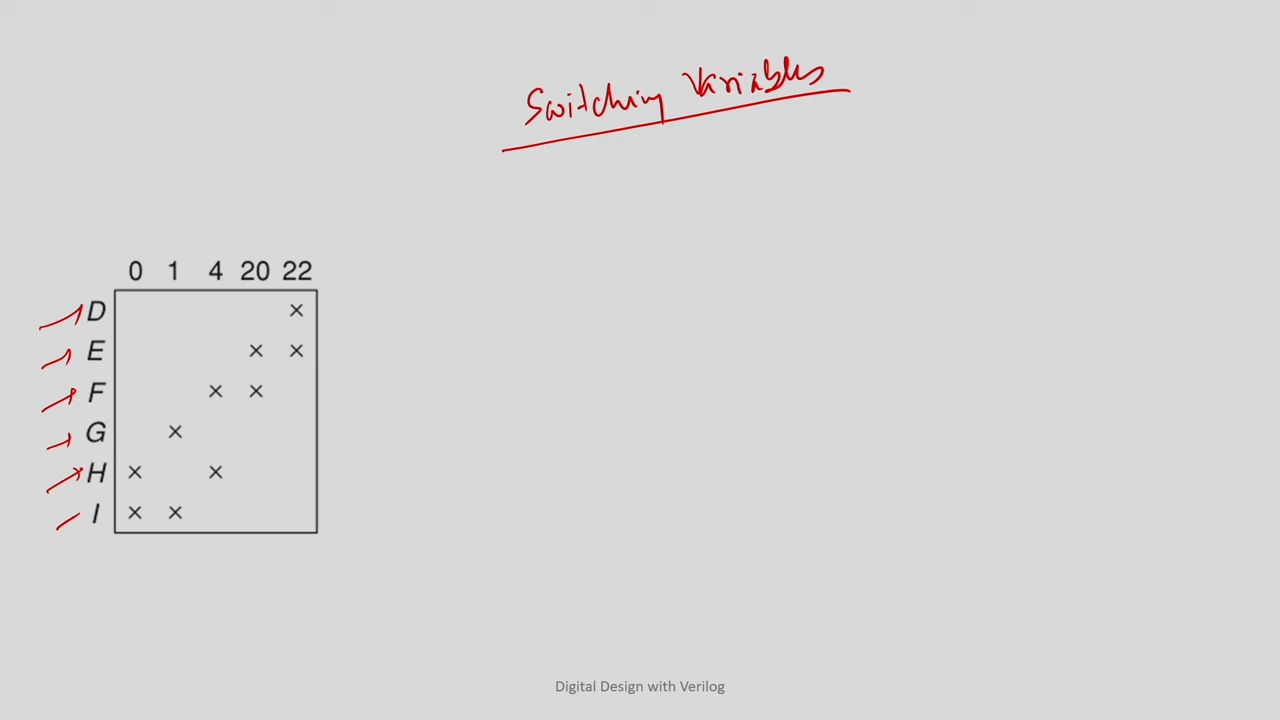 Switching Variables
0 1 4 20 22
D ×
E × ×
F × ×
G ×
H × ×
I × ×
Digital Design with Verilog